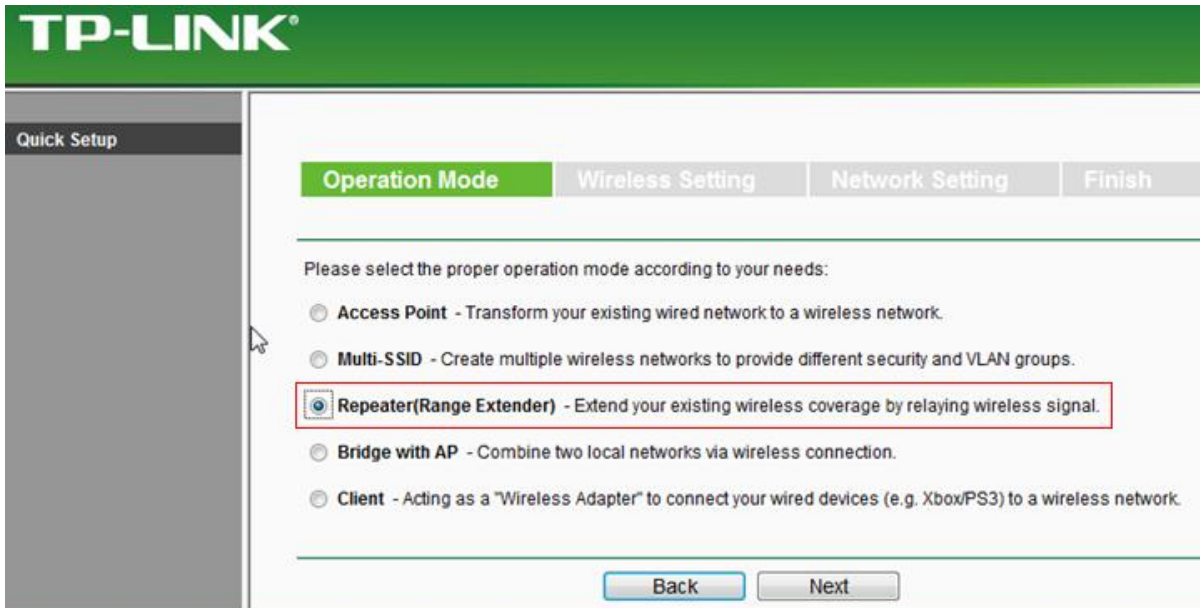 TP-LINK®
Quick Setup
Operation Mode Wireless Setting Network Setting Finish
Please select the proper operation mode according to your needs:
Access Point - Transform your existing wired network to a wireless network.
Multi-SSID - Create multiple wireless networks to provide different security and VLAN groups.
Repeater(Range Extender) - Extend your existing wireless coverage by relaying wireless signal.
Bridge with AP - Combine two local networks via wireless connection.
Client - Acting as a "Wireless Adapter" to connect your wired devices (e.g. Xbox/PS3) to a wireless network.
Back Next